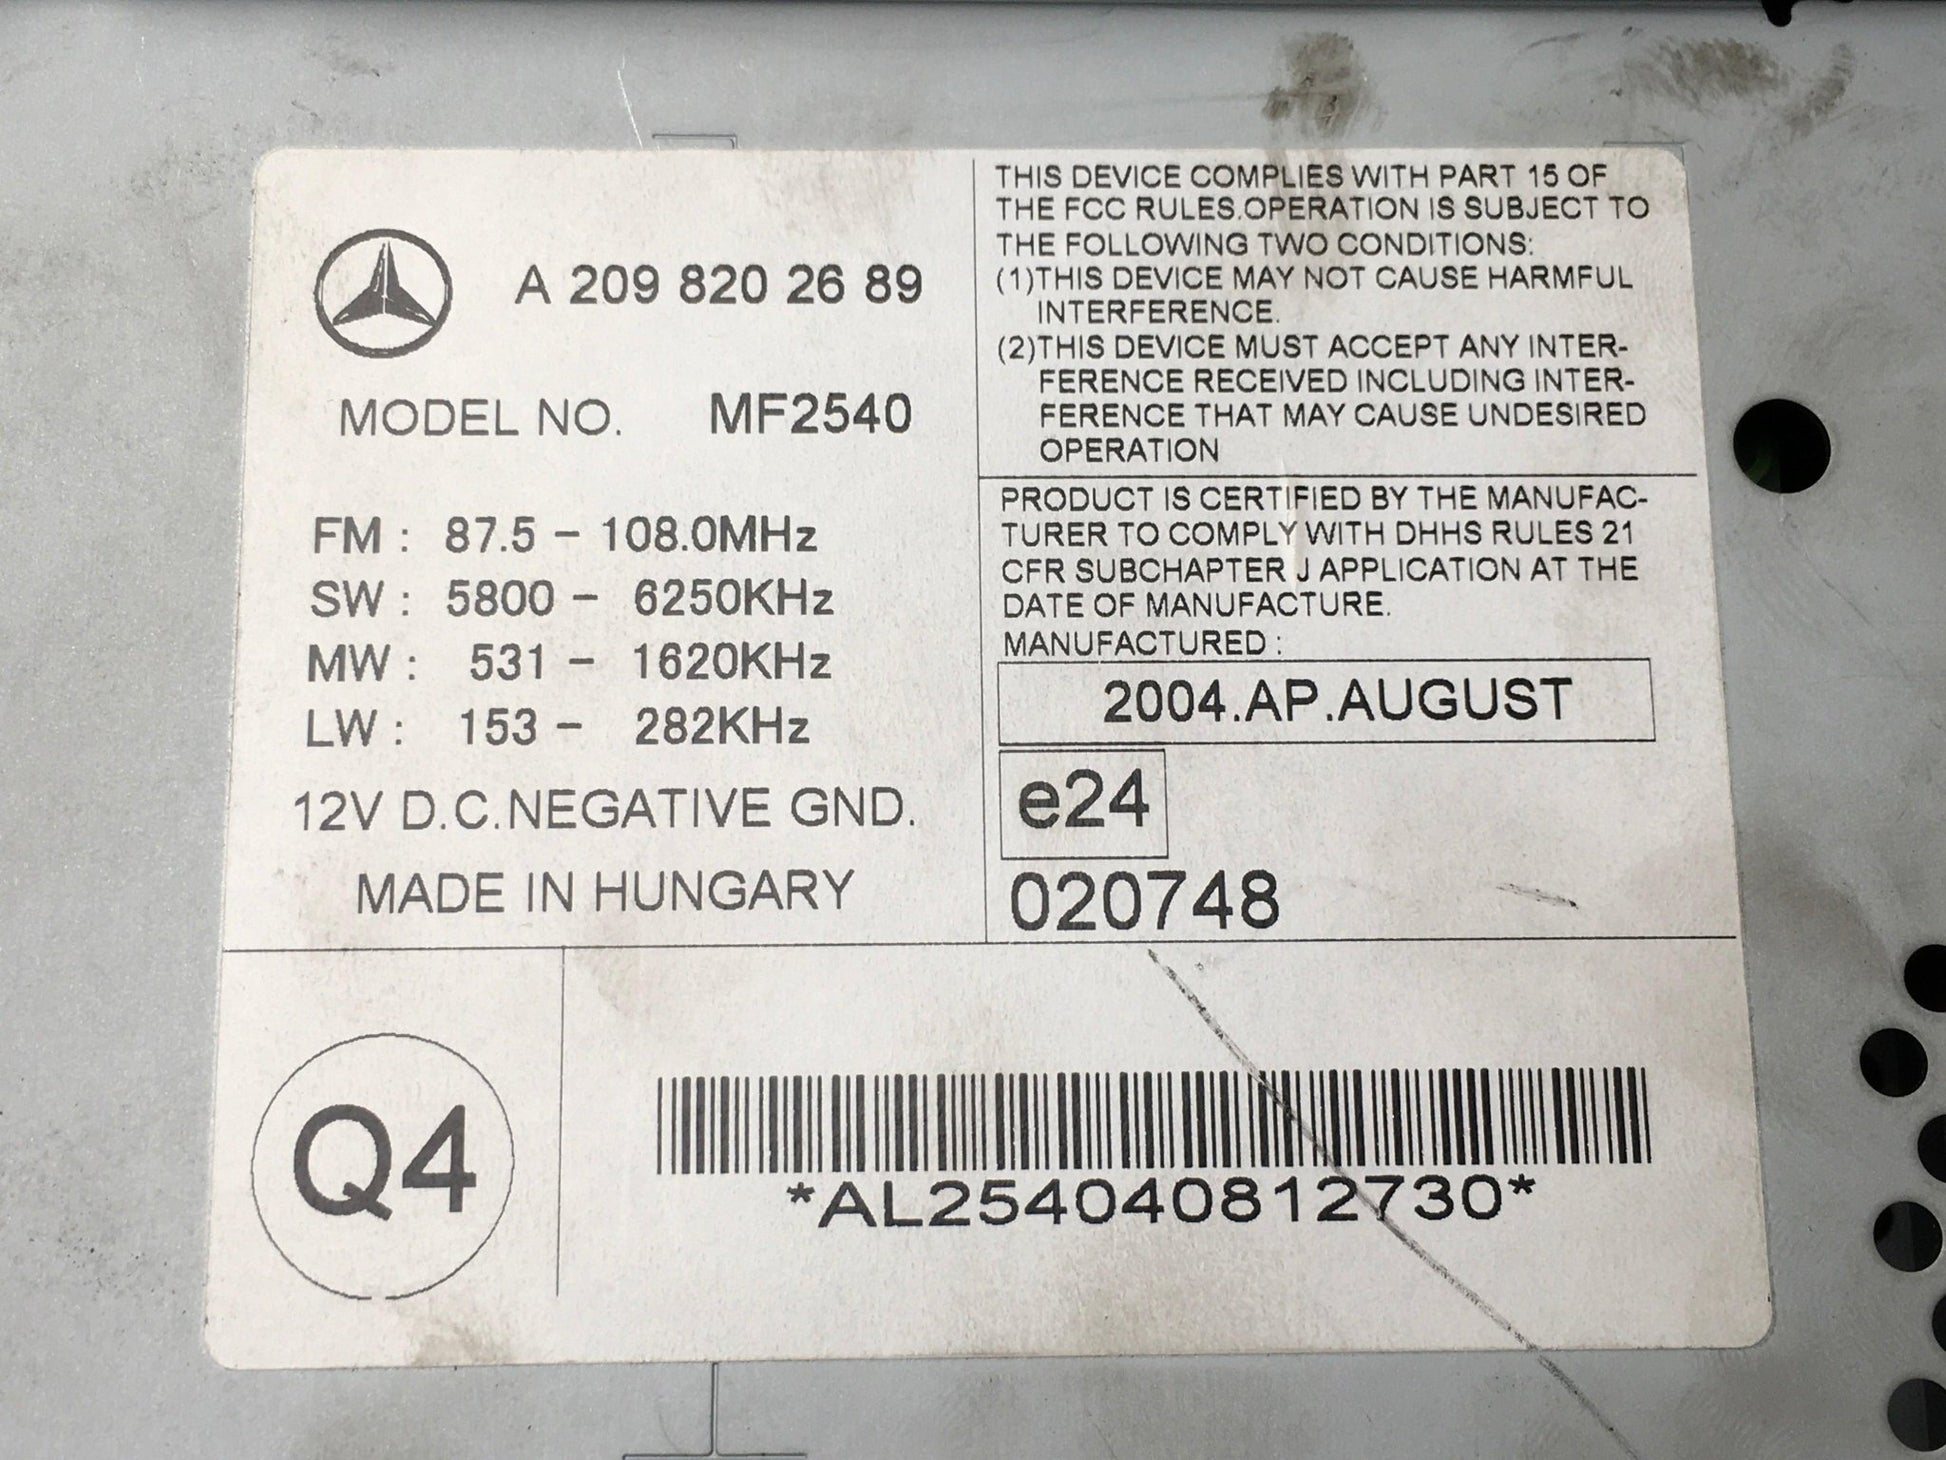 A 209 820 26 89
MODEL NO. MF2540
FM : 87.5 – 108.0MHz
SW : 5800 – 6250KHz
MW : 531 – 1620KHz
LW : 153 – 282KHz
12V D.C.NEGATIVE GND.
MADE IN HUNGARY
THIS DEVICE COMPLIES WITH PART 15 OF
THE FCC RULES.OPERATION IS SUBJECT TO
THE FOLLOWING TWO CONDITIONS:
(1)THIS DEVICE MAY NOT CAUSE HARMFUL
INTERFERENCE.
(2)THIS DEVICE MUST ACCEPT ANY INTER-
FERENCE RECEIVED INCLUDING INTER-
FERENCE THAT MAY CAUSE UNDESIRED
OPERATION
PRODUCT IS CERTIFIED BY THE MANUFAC-
TURER TO COMPLY WITH DHHS RULES 21
CFR SUBCHAPTER J APPLICATION AT THE
DATE OF MANUFACTURE.
MANUFACTURED :
2004.AP.AUGUST
e24
020748
Q4
*AL254040812730*